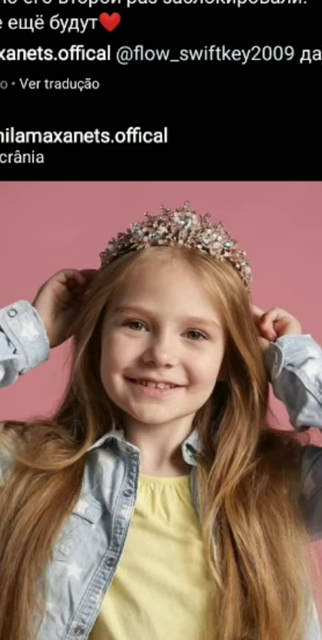 е ещё будут❤️
xanets.offical @flow_swiftkey2009 да
о • Ver tradução
nilamaxanets.offical
crânia